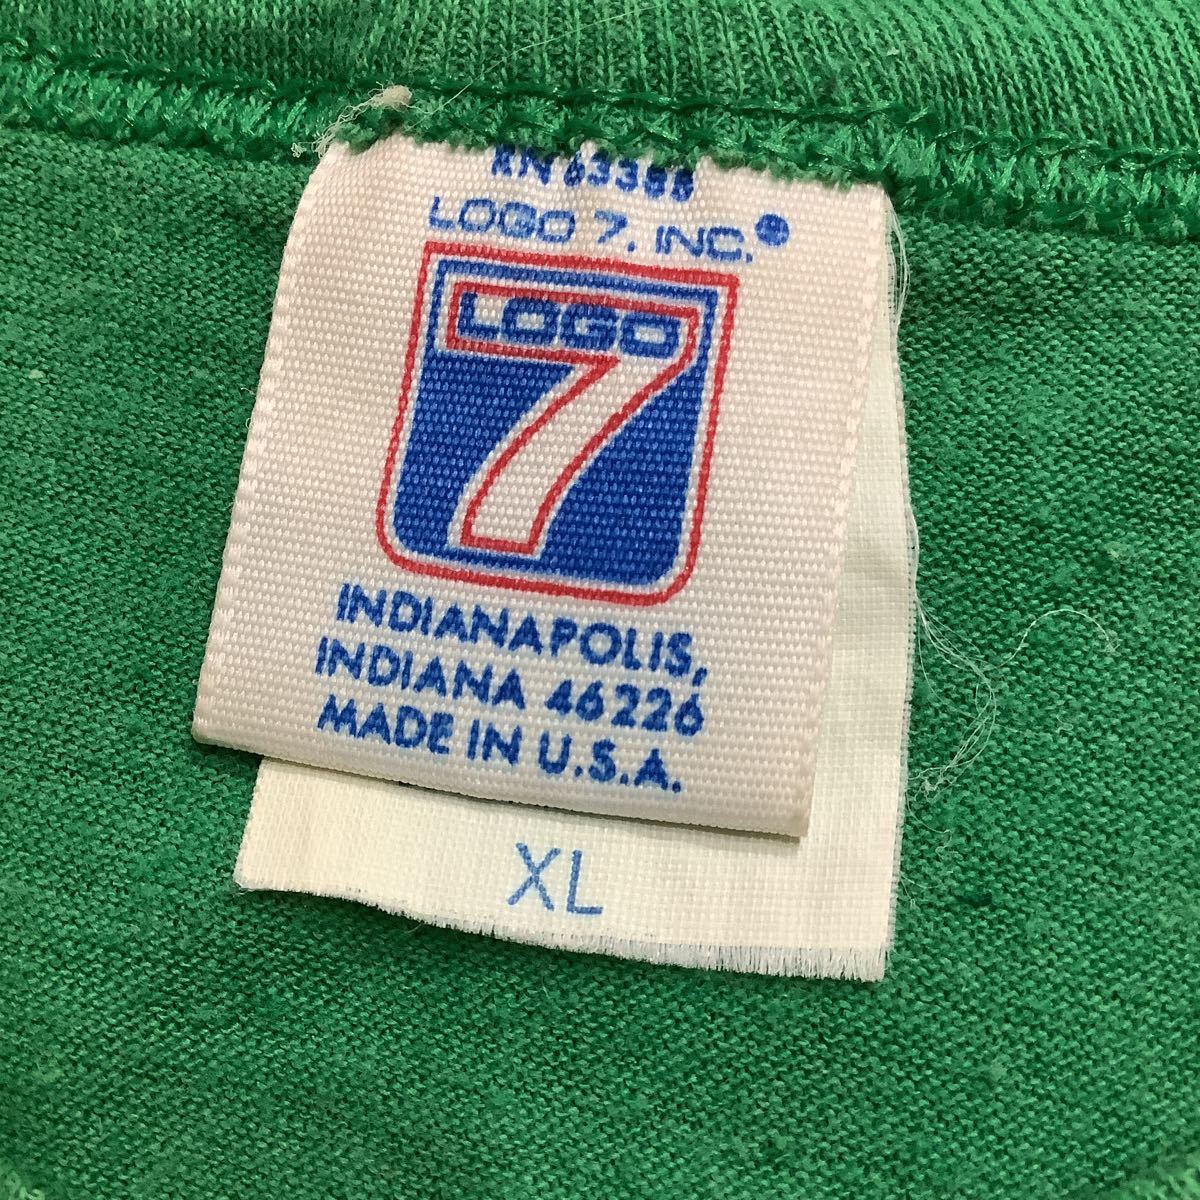 RN 63388
LOGO 7, INC.®
LOGO
7
INDIANAPOLIS,
INDIANA 46226
MADE IN U.S.A.
XL